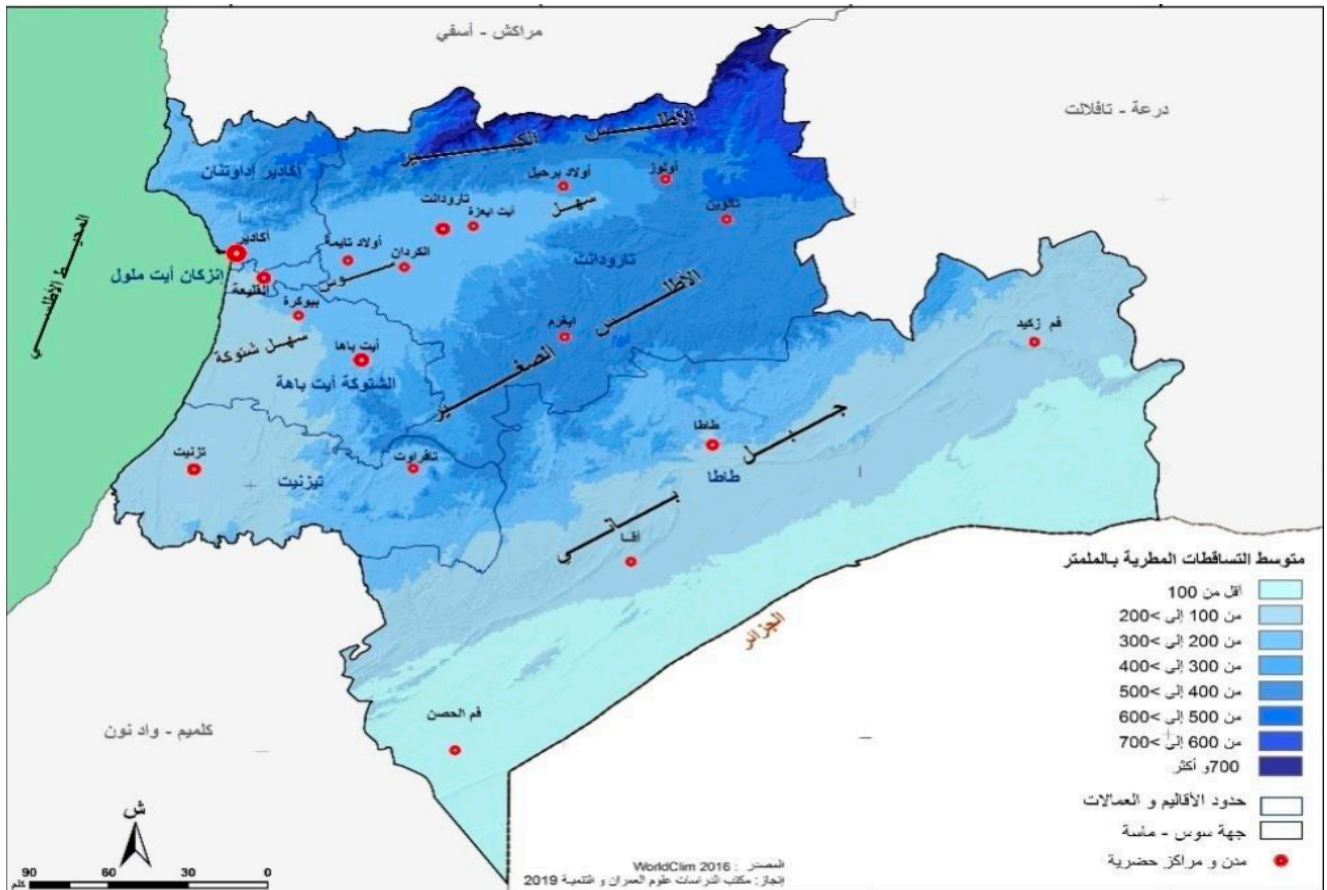 مراكش - أسفي
درعة - تافلالت
المحيط الأطلسي
الأطلس
الكبير
أكادير إداوتنان
أولاد برحيل
أولوز
تارودانت
أيت ايعزة
سهل
تالوين
أكادير
أولاد تايمة
الكردان
تارودانت
إنزكان أيت ملول
القليعة
سوس
بيوكرة
الأطلس
ايغرم
فم زكيد
سهل شتوكة
أيت باها
الصغير
الشتوكة أيت باهة
جبل
طاطا
تزنيت
تافراوت
طاطا
تيزنيت
باني
أقا
الجزائر
فم الحصن
كلميم - واد نون
متوسط التساقطات المطرية بالملمتر
أقل من 100
من 100 إلى >200
من 200 إلى >300
من 300 إلى >400
من 400 إلى >500
من 500 إلى >600
من 600 إلى >700
700و أكثر
حدود الأقاليم و العمالات
جهة سوس - ماسة
مدن و مراكز حضرية
ش
90 60 30 0
كلم
المصدر : WorldClim 2016
إنجاز: مكتب الدراسات علوم العمران و التنمية 2019